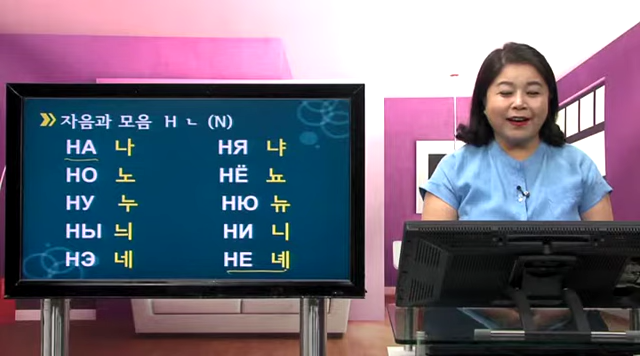 자음과 모음 Н ㄴ (N)
НА 나 НЯ 냐
НО 노 НЁ 뇨
НУ 누 НЮ 뉴
НЫ 늬 НИ 니
НЭ 네 НЕ 녜